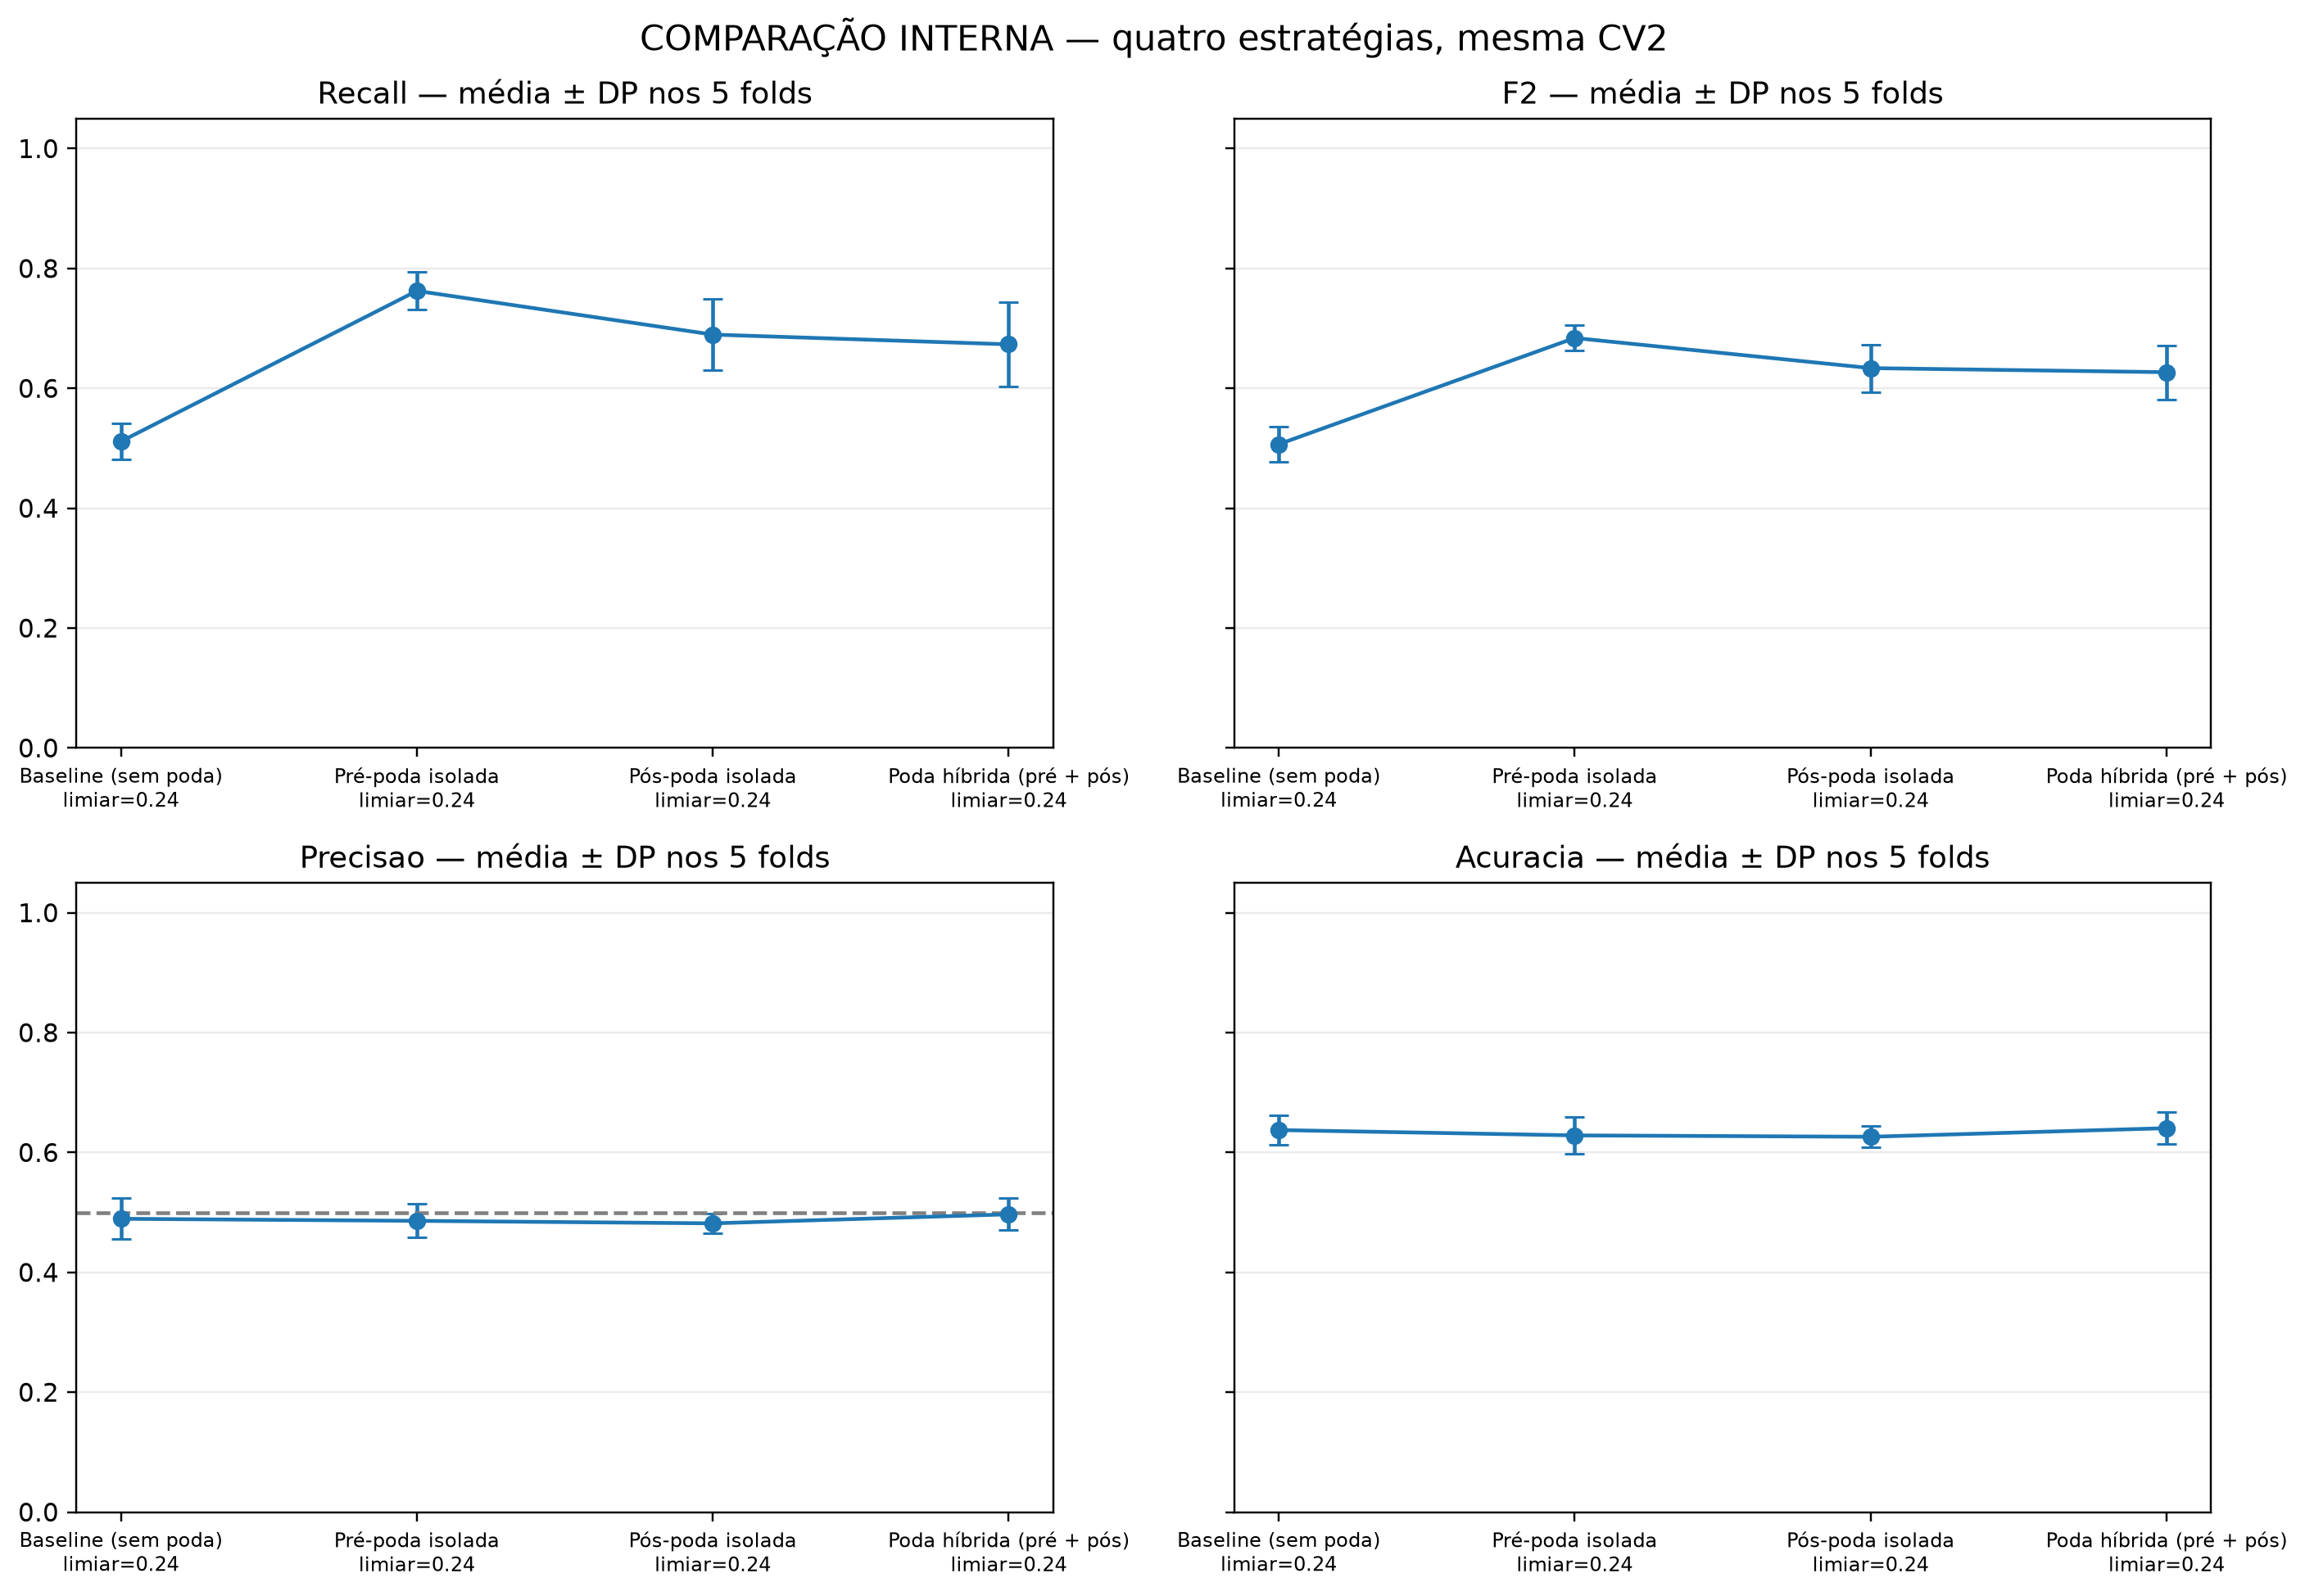 COMPARAÇÃO INTERNA — quatro estratégias, mesma CV2
Recall — média ± DP nos 5 folds
1.0
0.8
0.6
0.4
0.2
0.0
Baseline (sem poda)
limiar=0.24
Pré-poda isolada
limiar=0.24
Pós-poda isolada
limiar=0.24
Poda híbrida (pré + pós)
limiar=0.24
F2 — média ± DP nos 5 folds
Baseline (sem poda)
limiar=0.24
Pré-poda isolada
limiar=0.24
Pós-poda isolada
limiar=0.24
Poda híbrida (pré + pós)
limiar=0.24
Precisao — média ± DP nos 5 folds
1.0
0.8
0.6
0.4
0.2
0.0
Baseline (sem poda)
limiar=0.24
Pré-poda isolada
limiar=0.24
Pós-poda isolada
limiar=0.24
Poda híbrida (pré + pós)
limiar=0.24
Acuracia — média ± DP nos 5 folds
Baseline (sem poda)
limiar=0.24
Pré-poda isolada
limiar=0.24
Pós-poda isolada
limiar=0.24
Poda híbrida (pré + pós)
limiar=0.24